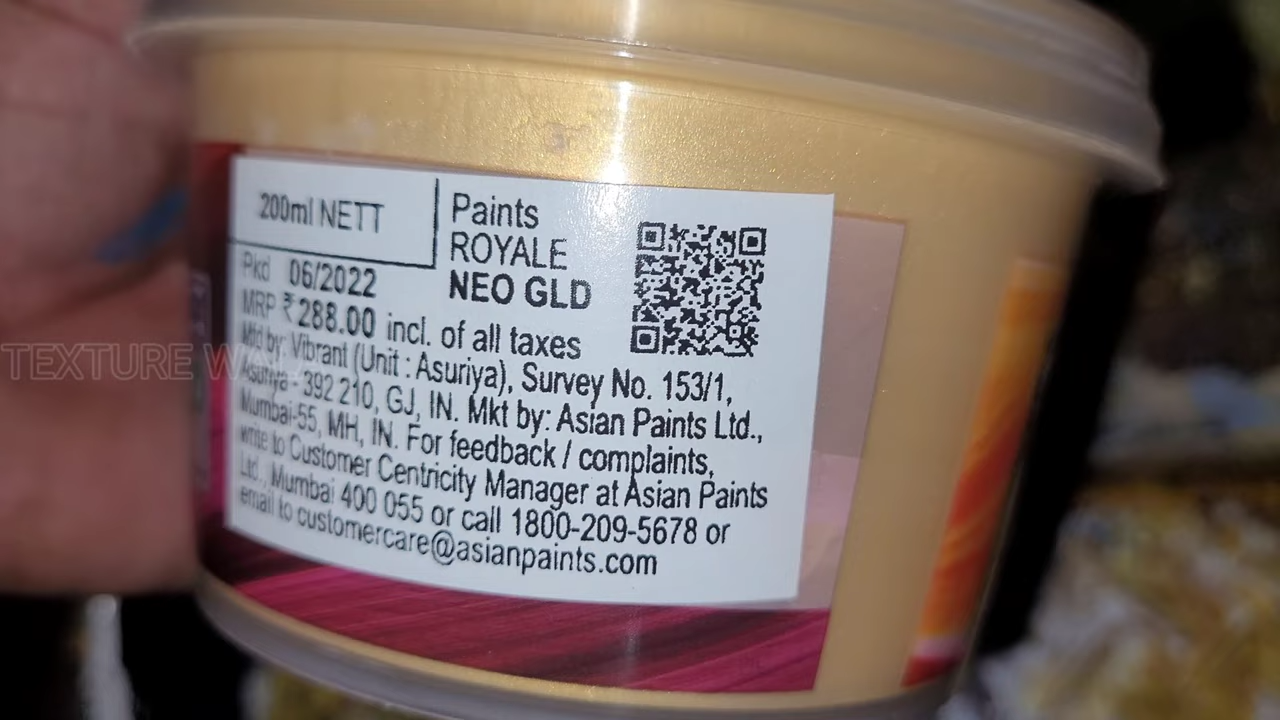 200ml NETT
Paints
ROYALE
NEO GLD
Pkd 06/2022
MRP ₹ 288.00 incl. of all taxes
Mfd by: Vibrant (Unit : Asuriya), Survey No. 153/1,
Asuriya - 392 210, GJ, IN. Mkt by: Asian Paints Ltd.,
Mumbai-55, MH, IN. For feedback / complaints,
write to Customer Centricity Manager at Asian Paints
Ltd., Mumbai 400 055 or call 1800-209-5678 or
email to customercare@asianpaints.com
TEXTURE WALL